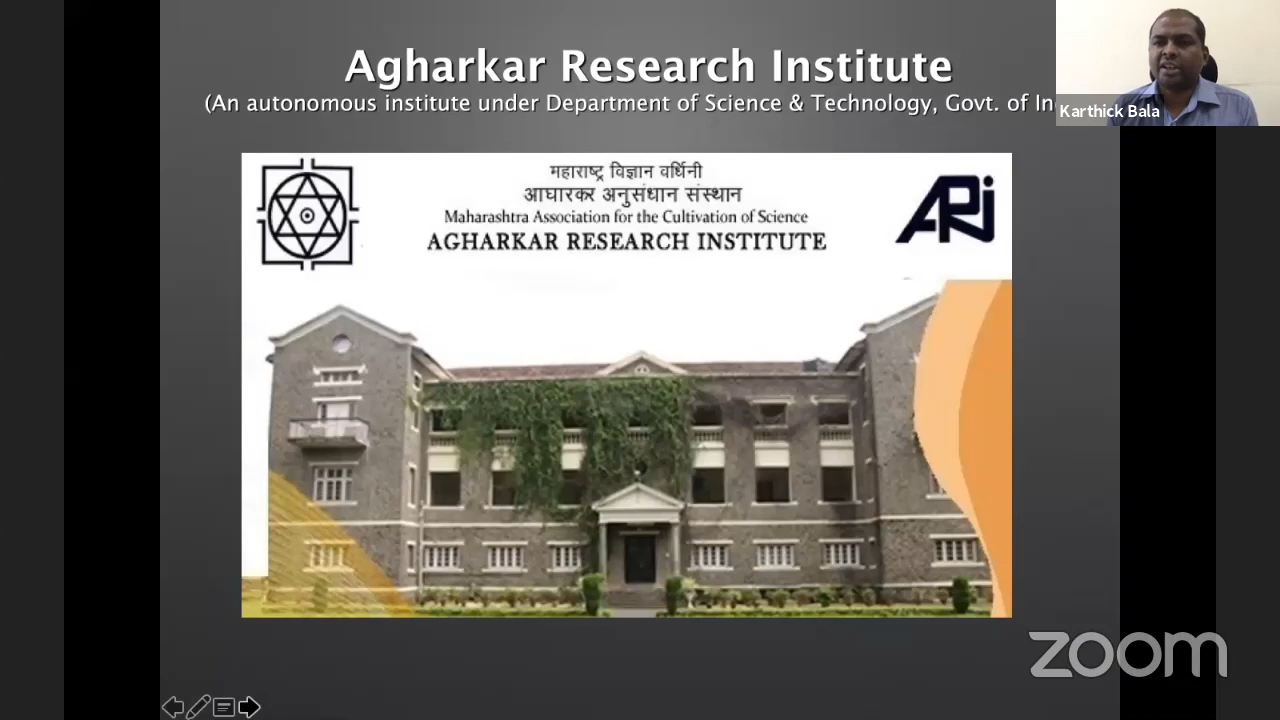 Agharkar Research Institute
(An autonomous institute under Department of Science & Technology, Govt. of
Karthick Bala
महाराष्ट्र विज्ञान वर्धिनी
आघारकर अनुसंधान संस्थान
Maharashtra Association for the Cultivation of Science
AGHARKAR RESEARCH INSTITUTE
ARi
zoom